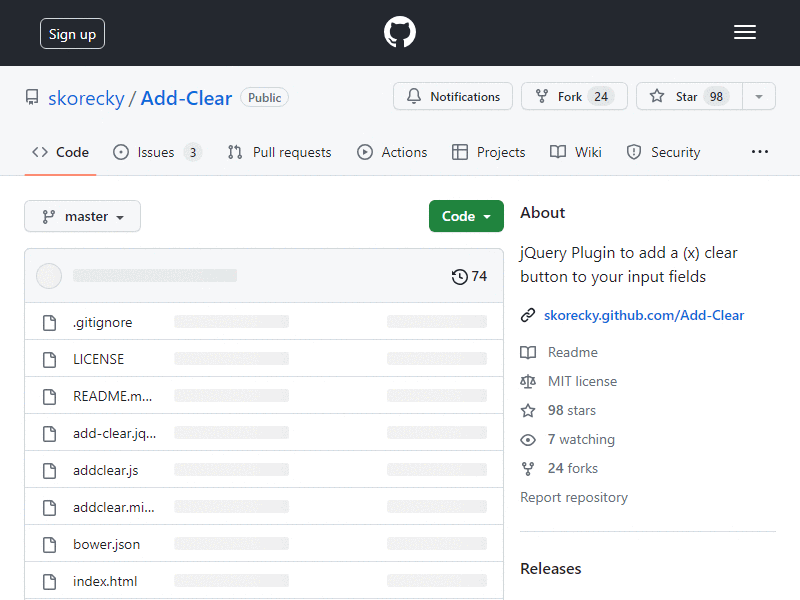 Sign up
skorecky / Add-Clear Public
Notifications Fork 24 Star 98
Code Issues 3 Pull requests Actions Projects Wiki Security
master Code
74
.gitignore
LICENSE
README.m...
add-clear.jq...
addclear.js
addclear.mi...
bower.json
index.html
About
jQuery Plugin to add a (x) clear
button to your input fields
skorecky.github.com/Add-Clear
Readme
MIT license
98 stars
7 watching
24 forks
Report repository
Releases